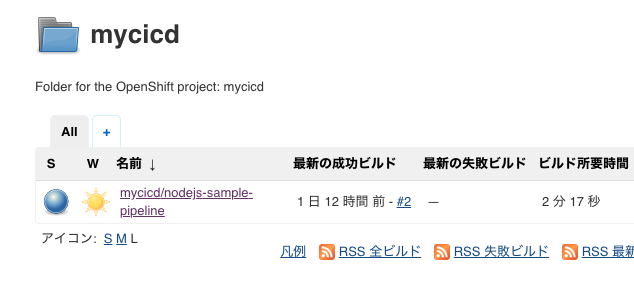 mycicd
Folder for the OpenShift project: mycicd
All +
S W 名前 ↓ 最新の成功ビルド 最新の失敗ビルド ビルド所要時間
mycicd/nodejs-sample-
pipeline
1 日 12 時間 前 - #2 — 2 分 17 秒
アイコン: S M L
凡例 RSS 全ビルド RSS 失敗ビルド RSS 最新